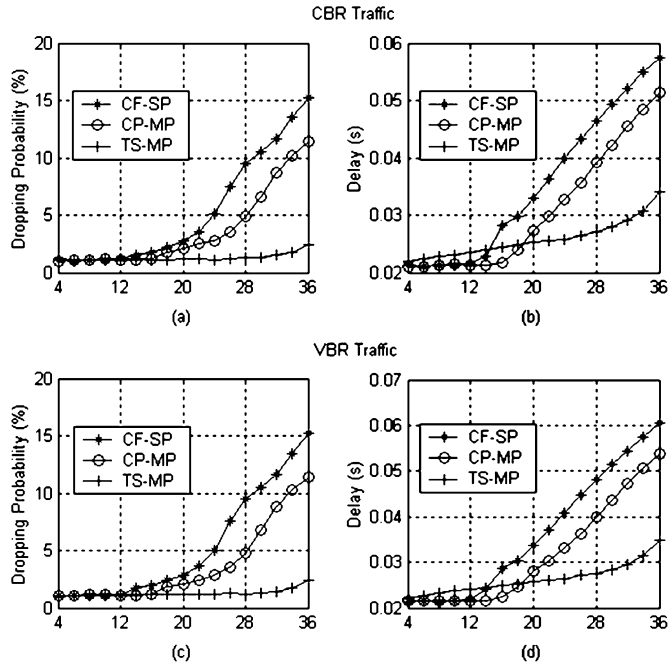 CBR Traffic
Dropping Probability (%)
20
15
10
5
0
CF-SP
CP-MP
TS-MP
4 12 20 28 36
(a)
Delay (s)
0.06
0.05
0.04
0.03
0.02
CF-SP
CP-MP
TS-MP
4 12 20 28 36
(b)
VBR Traffic
Dropping Probability (%)
20
15
10
5
0
CF-SP
CP-MP
TS-MP
4 12 20 28 36
(c)
Delay (s)
0.07
0.06
0.05
0.04
0.03
0.02
CF-SP
CP-MP
TS-MP
4 12 20 28 36
(d)